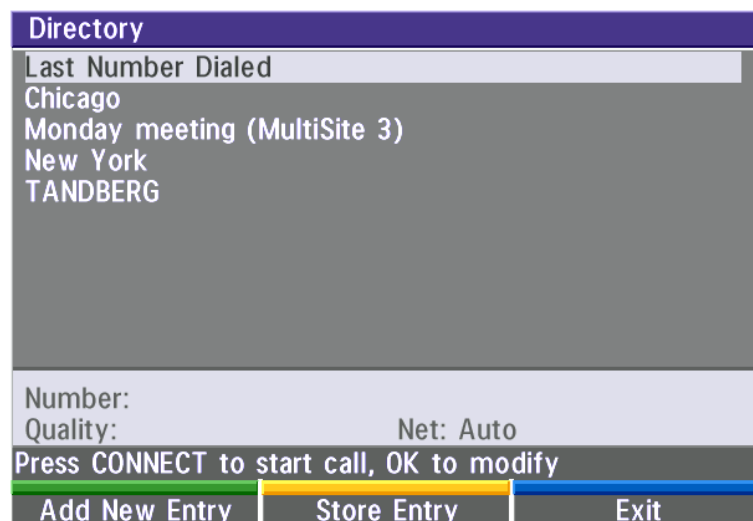 Directory
Last Number Dialed
Chicago
Monday meeting (MultiSite 3)
New York
TANDBERG
Number:
Quality: Net: Auto
Press CONNECT to start call, OK to modify
Add New Entry Store Entry Exit